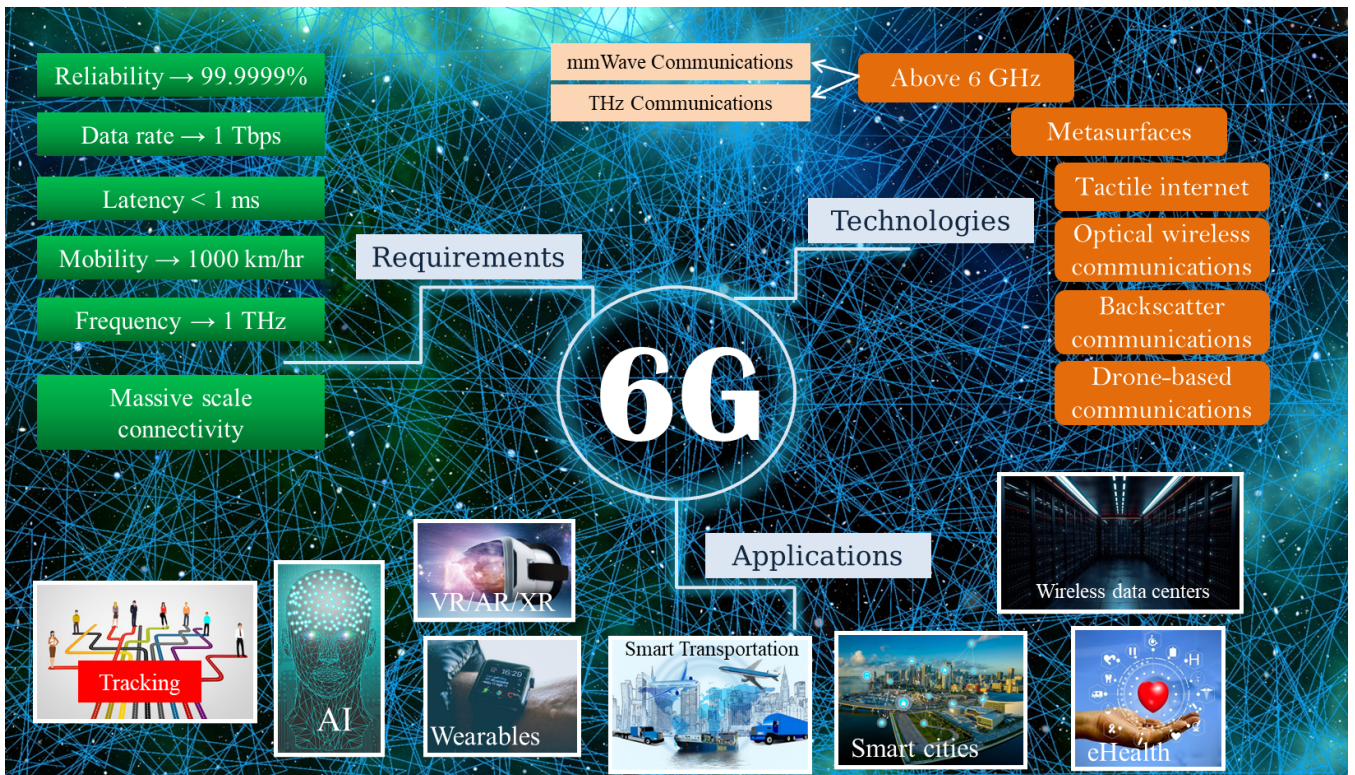 Reliability → 99.9999%
Data rate → 1 Tbps
Latency < 1 ms
Mobility → 1000 km/hr
Frequency → 1 THz
Massive scale
connectivity
Requirements
mmWave Communications
THz Communications
Above 6 GHz
Metasurfaces
Tactile internet
Optical wireless
communications
Backscatter
communications
Drone-based
communications
Technologies
6G
Applications
Tracking
AI
VR/AR/XR
Wearables
16:29
Smart Transportation
Smart cities
Wireless data centers
eHealth
H